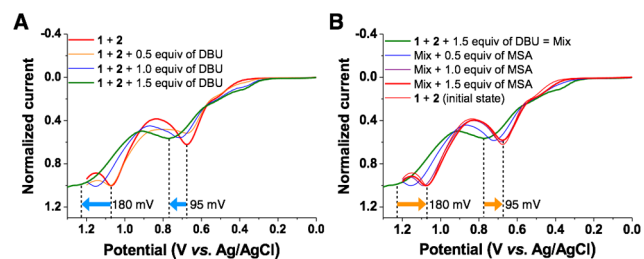 A
Normalized current
-0.4
0.0
0.4
0.8
1.2
1 + 2
1 + 2 + 0.5 equiv of DBU
1 + 2 + 1.0 equiv of DBU
1 + 2 + 1.5 equiv of DBU
180 mV
95 mV
1.2 1.0 0.8 0.6 0.4 0.2 0.0
Potential (V vs. Ag/AgCl)
B
Normalized current
-0.4
0.0
0.4
0.8
1.2
1 + 2 + 1.5 equiv of DBU = Mix
Mix + 0.5 equiv of MSA
Mix + 1.0 equiv of MSA
Mix + 1.5 equiv of MSA
1 + 2 (initial state)
180 mV
95 mV
1.2 1.0 0.8 0.6 0.4 0.2 0.0
Potential (V vs. Ag/AgCl)